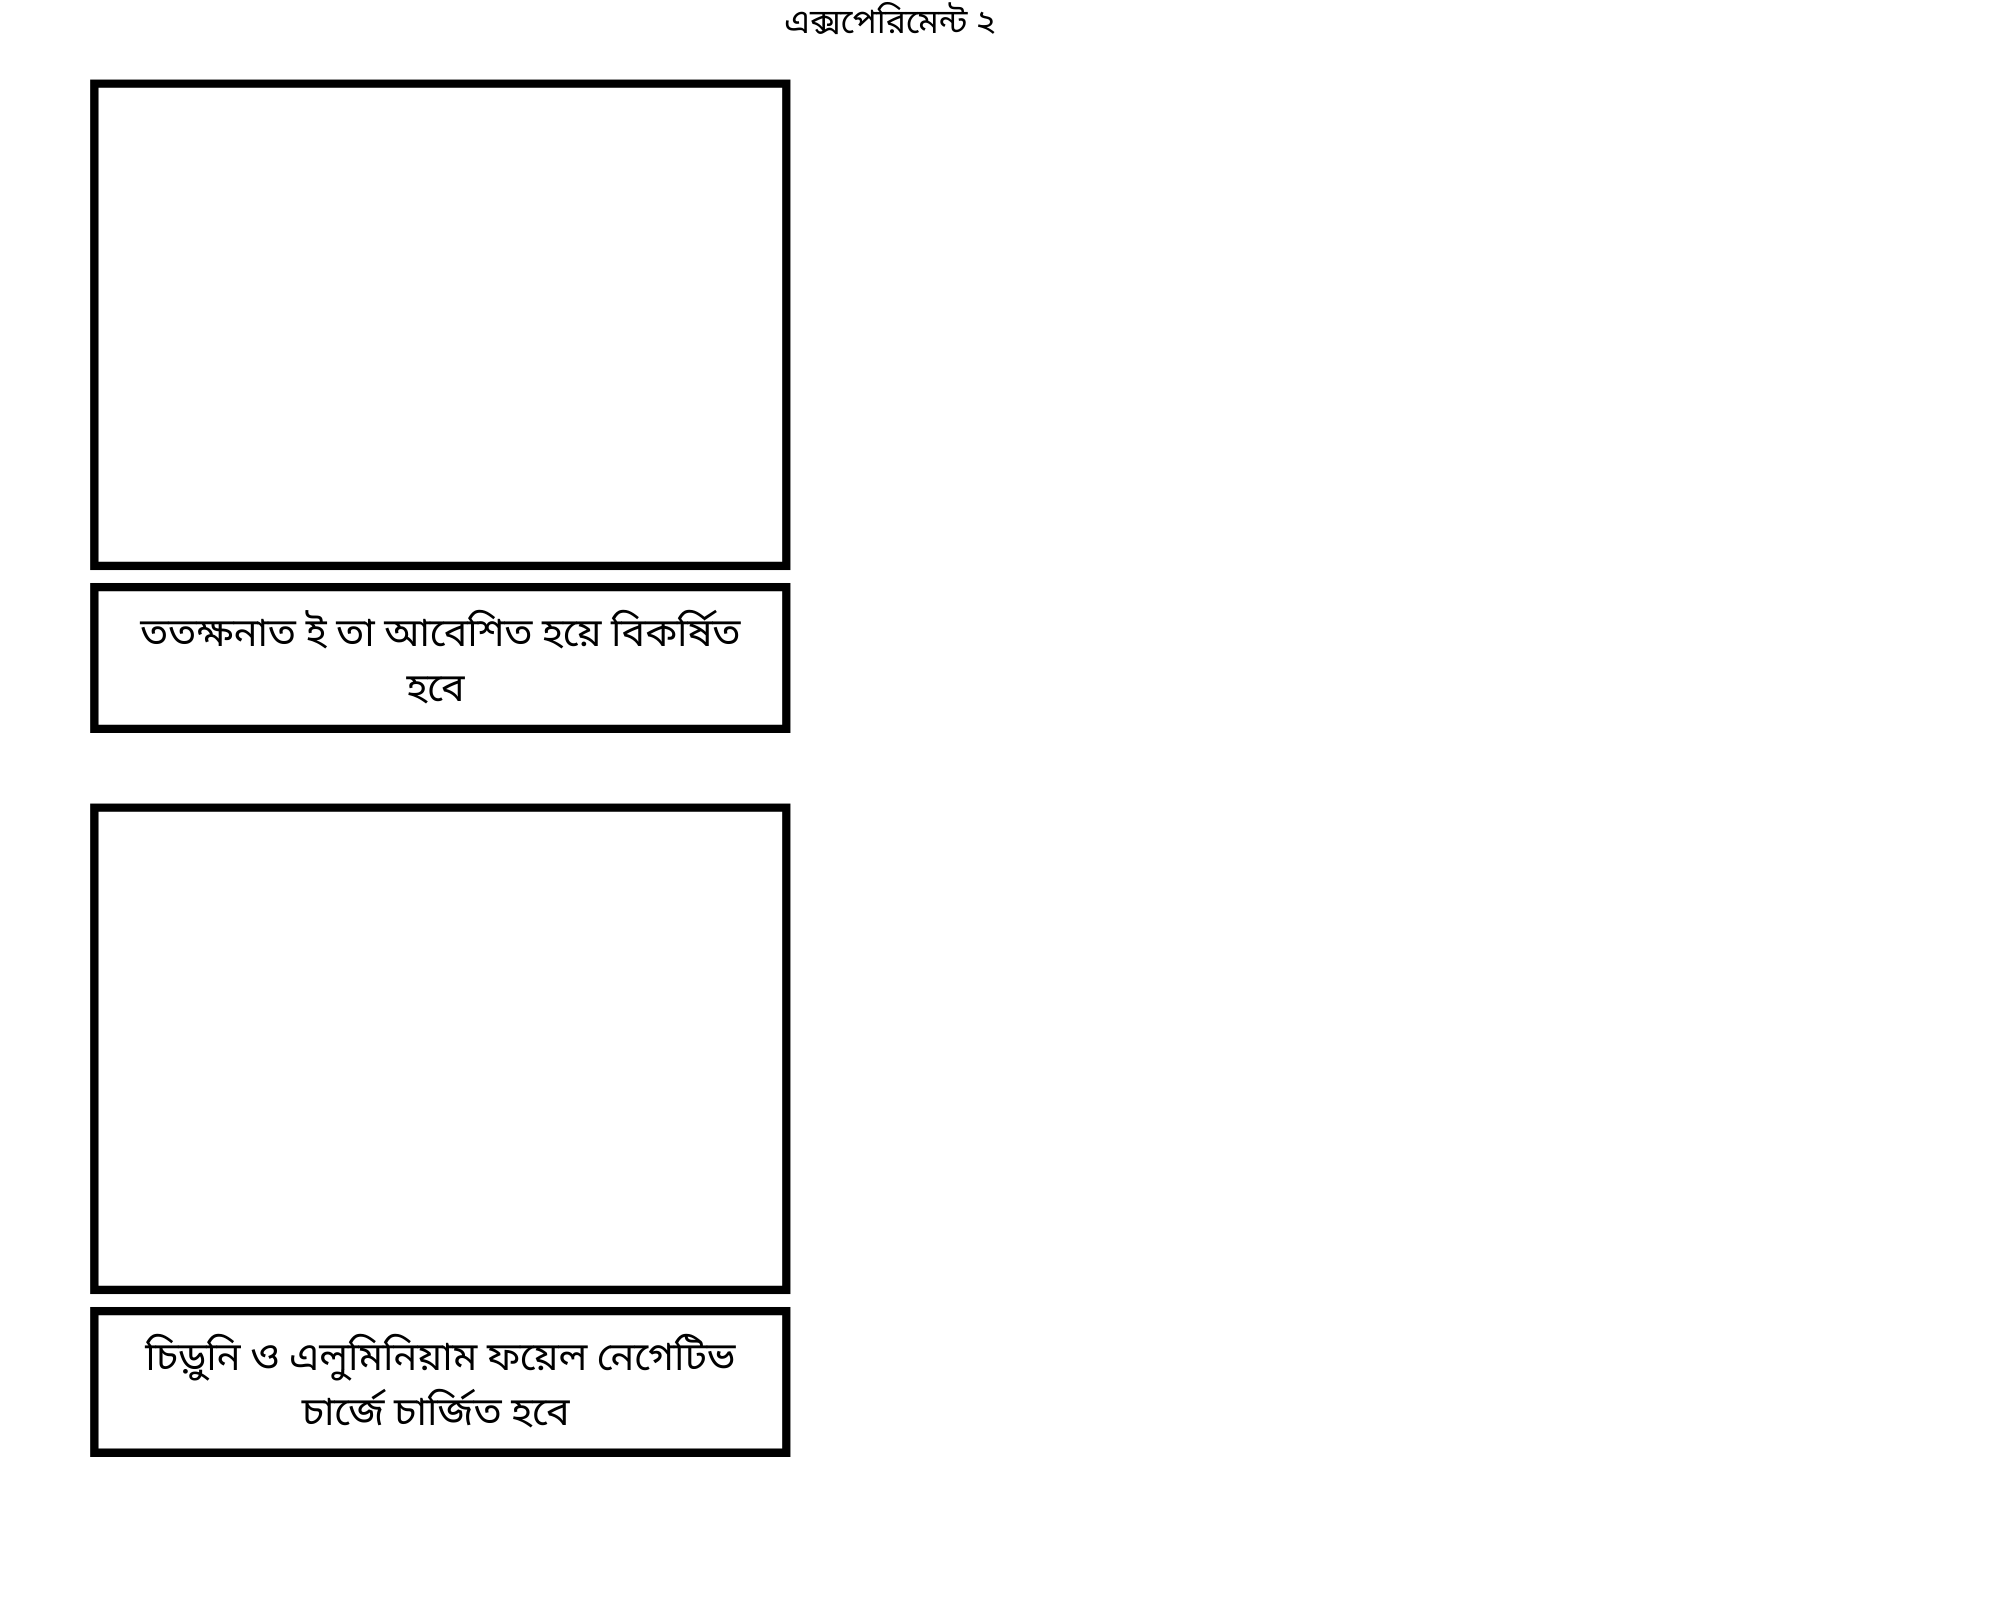 এক্সপেরিমেন্ট ২
ততক্ষনাত ই তা আবেশিত হয়ে বিকর্ষিত
হবে
চিড়ুনি ও এলুমিনিয়াম ফয়েল নেগেটিভ
চার্জে চার্জিত হবে